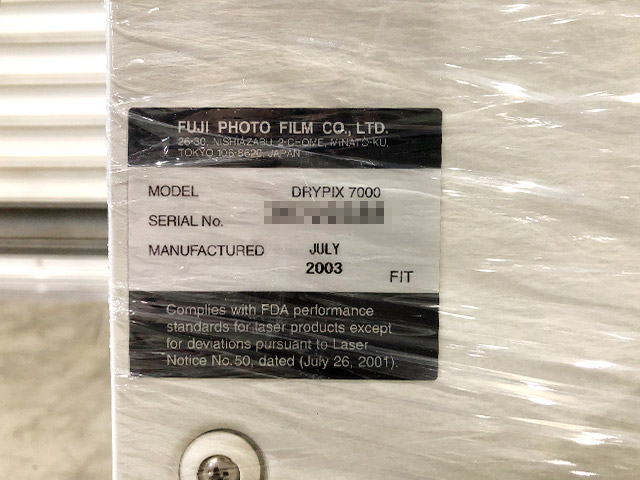 FUJI PHOTO FILM CO., LTD.
26-30, NISHIAZABU 2-CHOME, MINATO-KU,
TOKYO 106-8620, JAPAN
MODEL DRYPIX 7000
SERIAL No.
MANUFACTURED JULY
2003
FIT
Complies with FDA performance
standards for laser products except
for deviations pursuant to Laser
Notice No.50, dated (July 26, 2001).